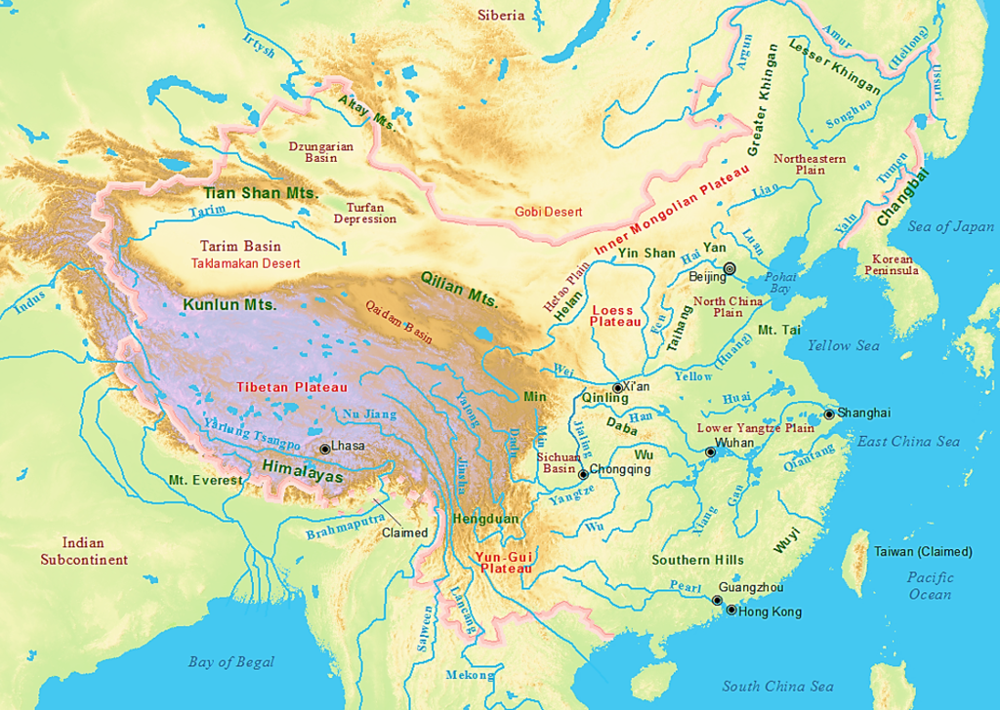 Siberia
Irtysh
Argun
Amur
(Heilong)
Lesser Khingan
Ussuri
Greater Khingan
Songhua
Altay Mts.
Dzungarian
Basin
Northeastern
Plain
Tumen
Changbai
Yalu
Liao
Inner Mongolian Plateau
Tian Shan Mts.
Tarim
Turfan
Depression
Gobi Desert
Sea of Japan
Luan
Yan
Hai
Yin Shan
Tarim Basin
Taklamakan Desert
Korean
Peninsula
Beijing
Pohai
Bay
Hetao Plain
Helan
Indus
Kunlun Mts.
Qilian Mts.
Qaidam Basin
Loess
Plateau
Fen
Taihang
North China
Plain
Mt. Tai
Yellow Sea
Yellow
(Huang)
Wei
Xi'an
Tibetan Plateau
Nu Jiang
Yalong
Min
Qinling
Huai
Han
Daba
Shanghai
Lower Yangtze Plain
East China Sea
Yarlung Tsangpo
Lhasa
Jinsha
Dadu
Min
Jialing
Sichuan
Basin
Chongqing
Wu
Wuhan
Qiantang
Himalayas
Mt. Everest
Yangtze
Gan
Xiang
Brahmaputra
Claimed
Hengduan
Wu
Wuyi
Indian
Subcontinent
Yun-Gui
Plateau
Southern Hills
Taiwan (Claimed)
Pacific
Ocean
Pearl
Guangzhou
Hong Kong
Lancang
Salween
Mekong
Bay of Begal
South China Sea